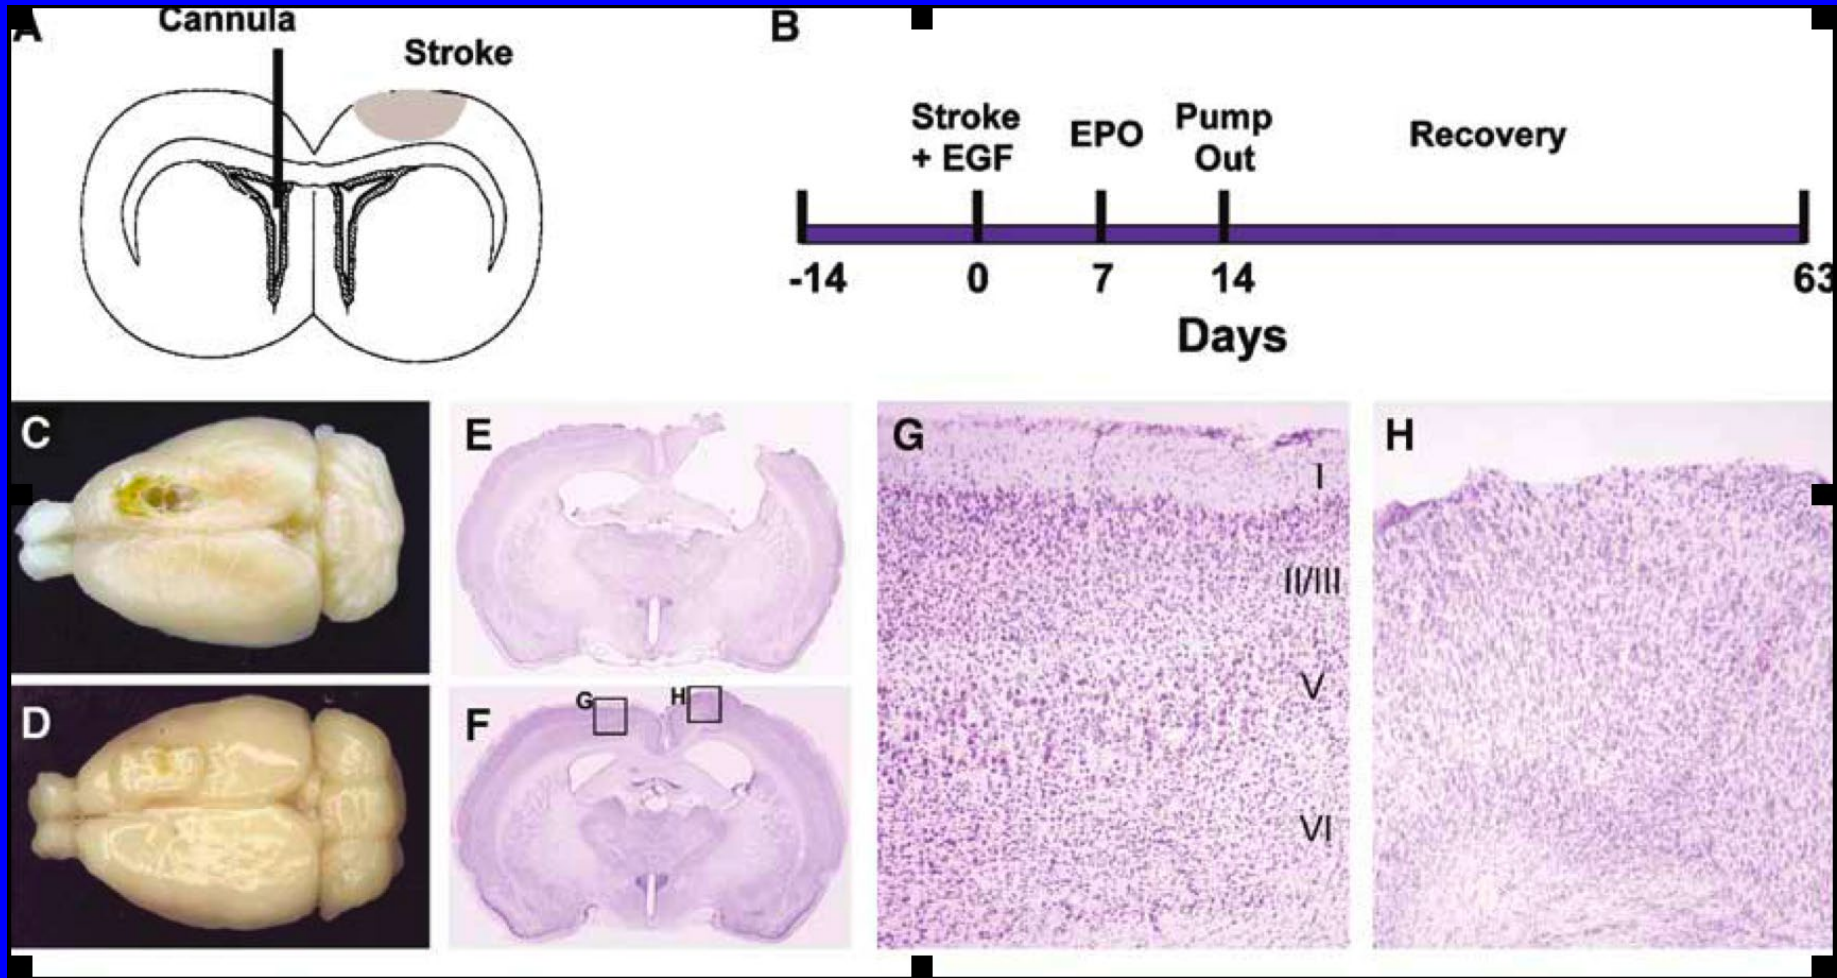 A
Cannula
Stroke
B
Stroke
+ EGF
EPO
Pump
Out
Recovery
-14
0
7
14
63
Days
C
E
G
I
II/III
V
VI
H
D
F
G
H